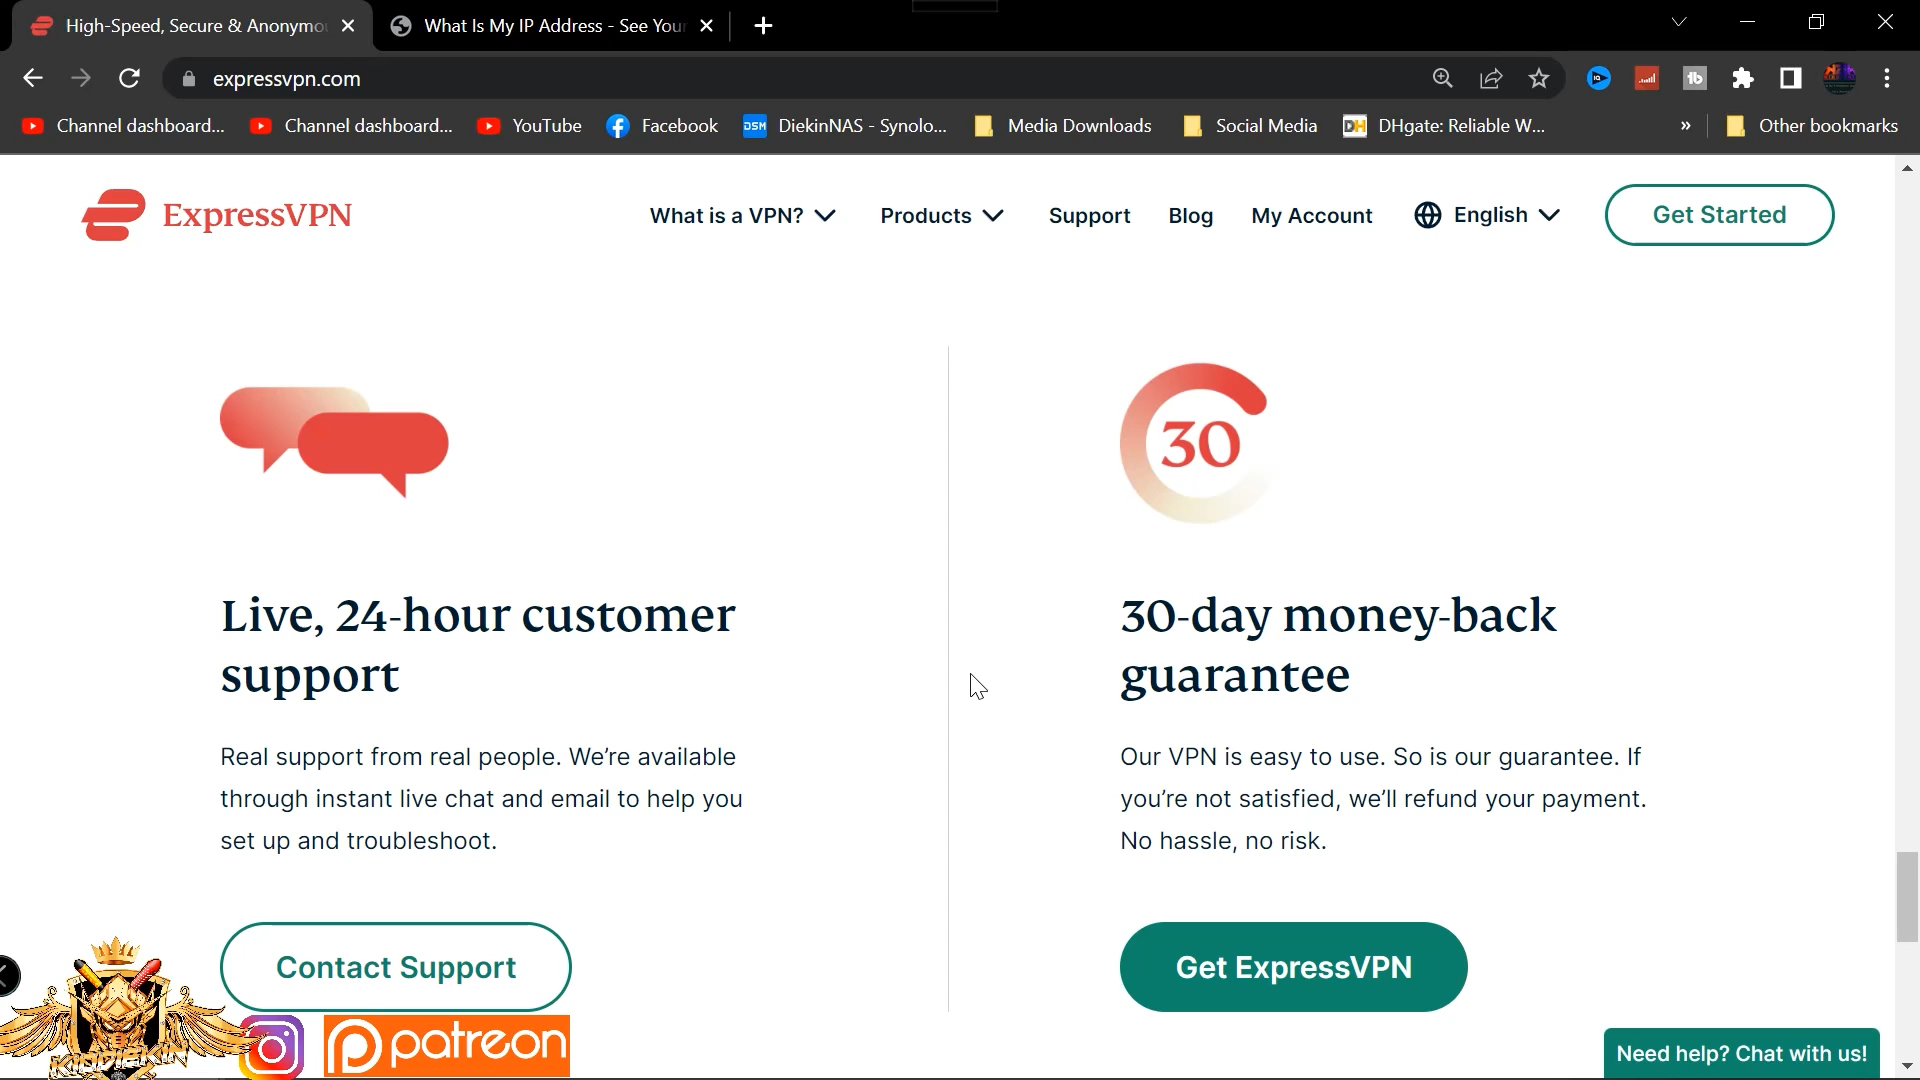 High-Speed, Secure & Anonymo
What Is My IP Address - See Your
expressvpn.com
Channel dashboard...
Channel dashboard...
YouTube
Facebook
DSM
DiekinNAS - Synolo...
Media Downloads
Social Media
DH
DHgate: Reliable W...
»
Other bookmarks
ExpressVPN
What is a VPN?
Products
Support
Blog
My Account
English
Get Started
30
Live, 24-hour customer
support
30-day money-back
guarantee
Real support from real people. We’re available
through instant live chat and email to help you
set up and troubleshoot.
Our VPN is easy to use. So is our guarantee. If
you’re not satisfied, we’ll refund your payment.
No hassle, no risk.
Contact Support
Get ExpressVPN
KIDDIEKIN
patreon
Need help? Chat with us!